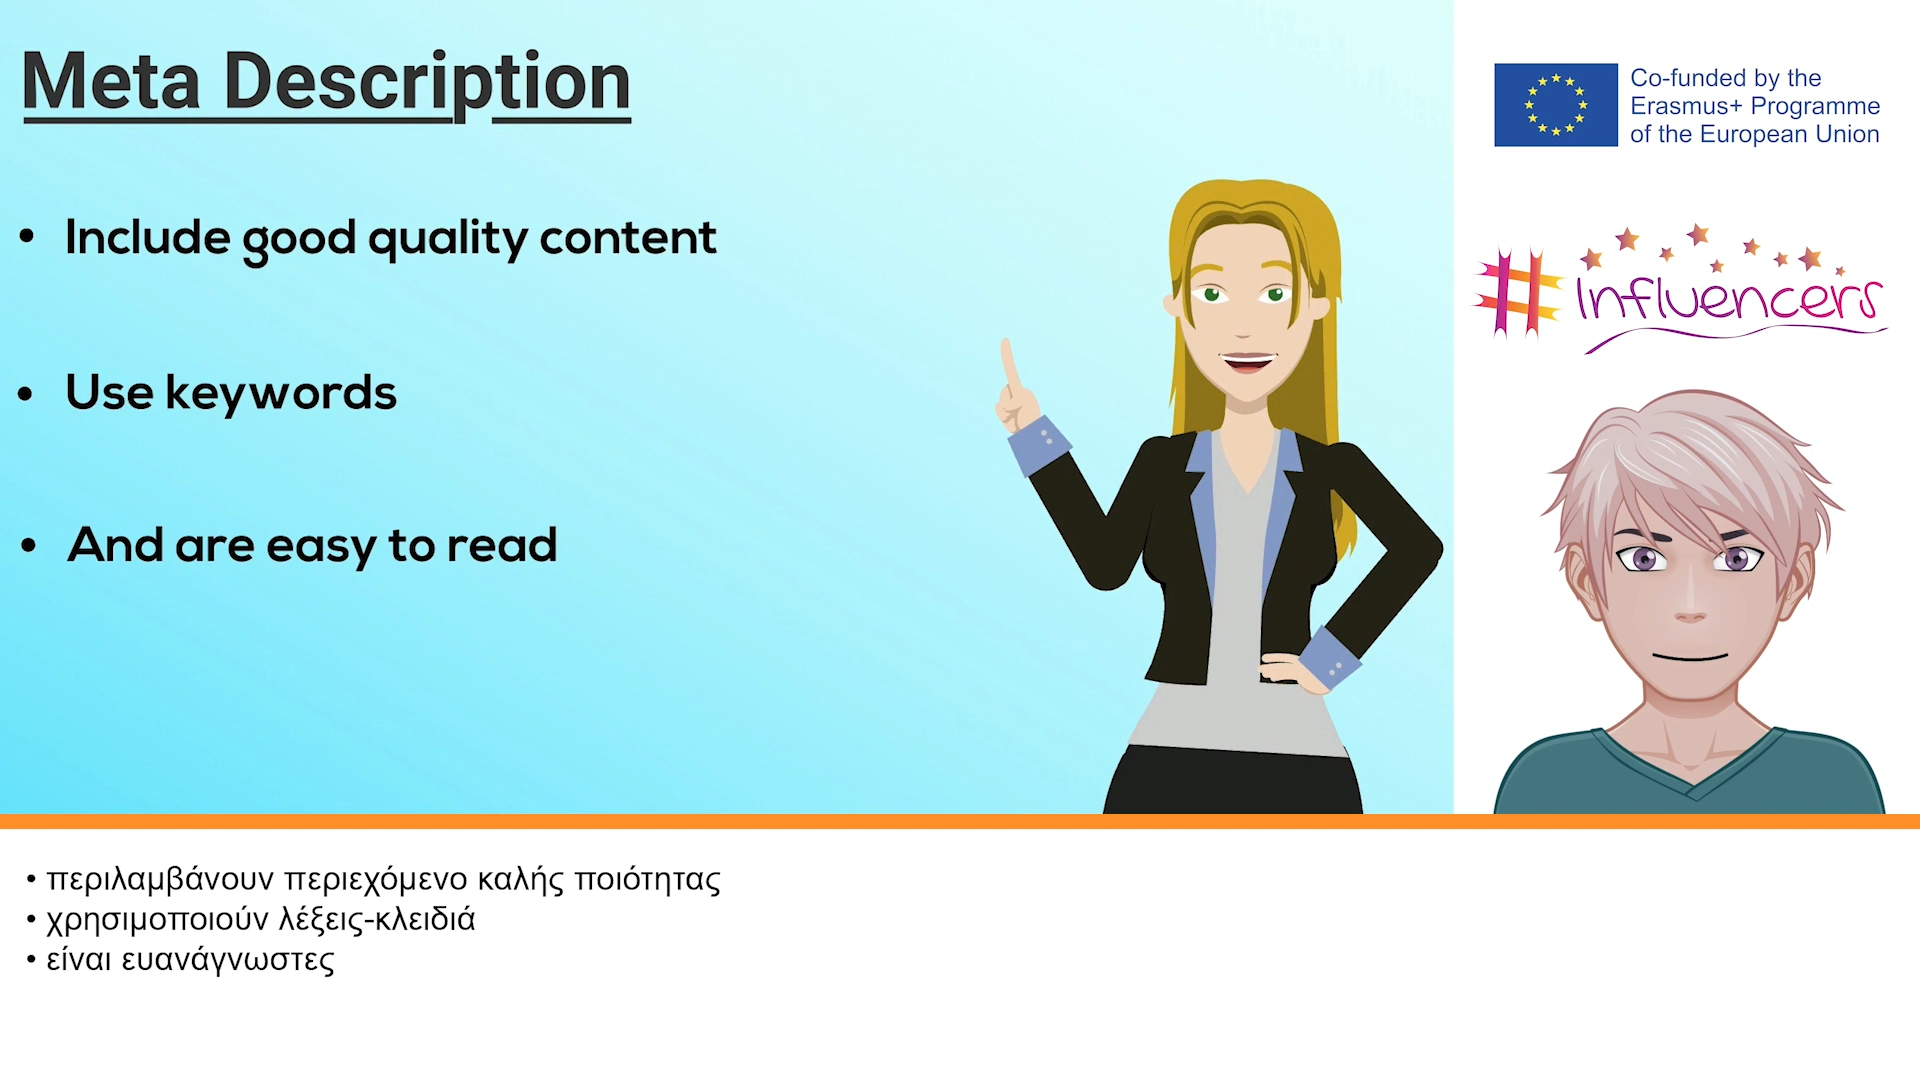 Meta Description
• Include good quality content
• Use keywords
• And are easy to read
Co-funded by the
Erasmus+ Programme
of the European Union
#Influencers
• περιλαμβάνουν περιεχόμενο καλής ποιότητας
• χρησιμοποιούν λέξεις-κλειδιά
• είναι ευανάγνωστες